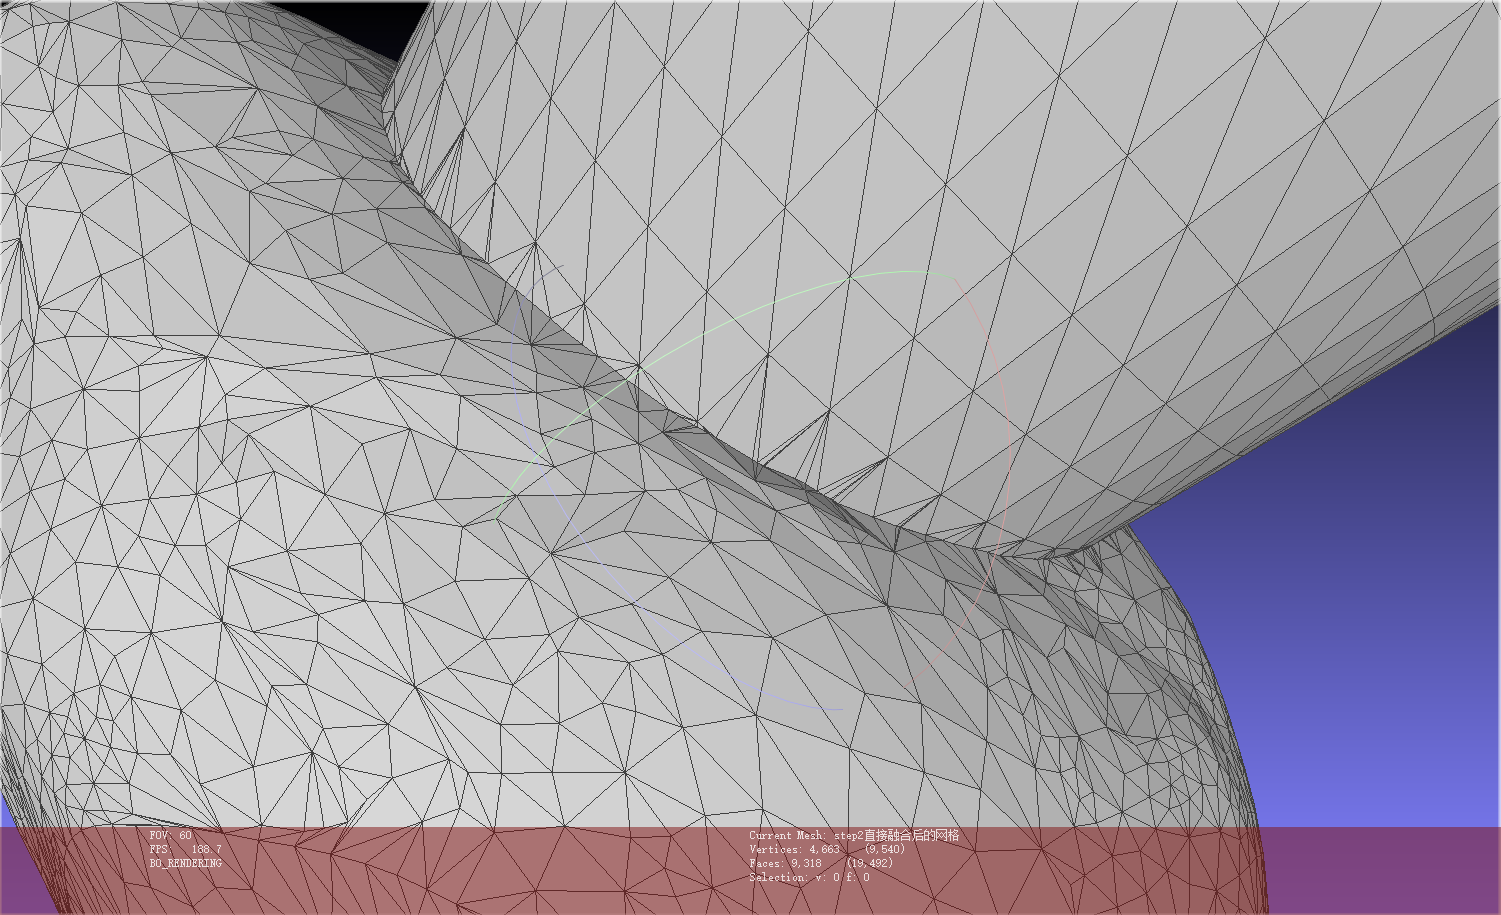 FOV: 60
FPS: 138.7
BO_RENDERING
Current Mesh: step2直接融合后的网格
Vertices: 4,663 (9,540)
Faces: 9,318 (19,492)
Selection: v: 0 f: 0